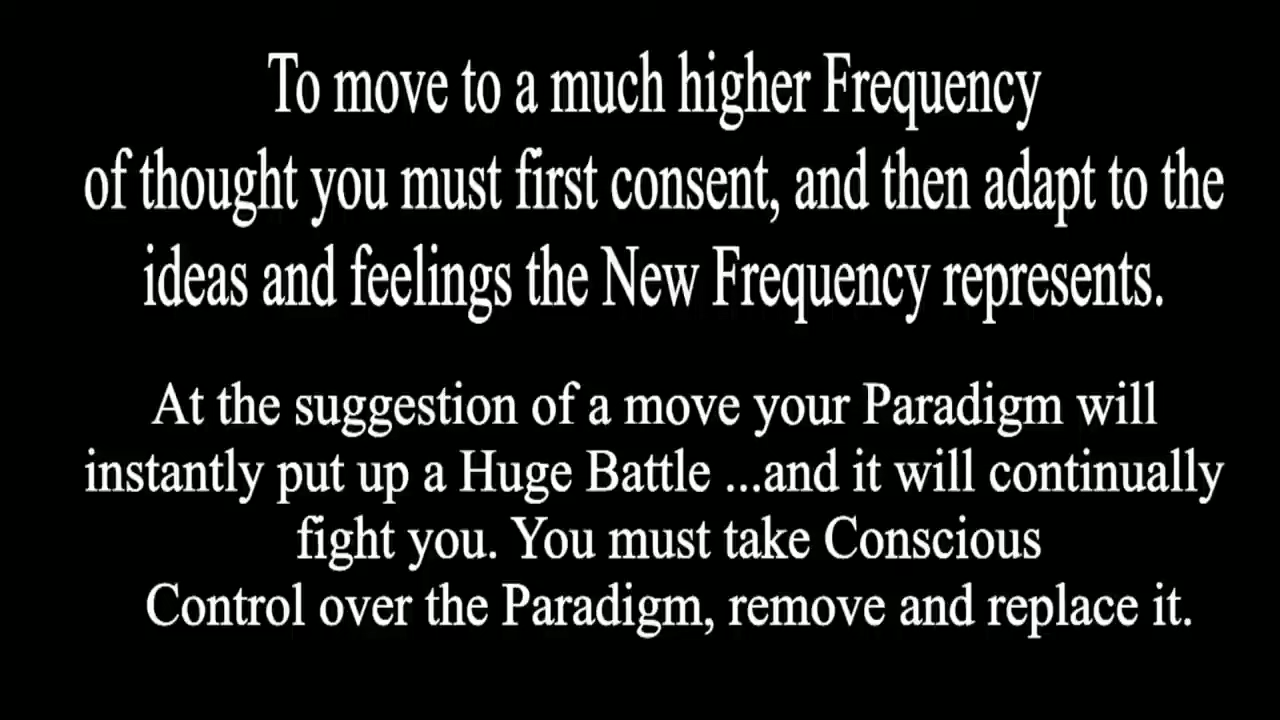 To move to a much higher Frequency
of thought you must first consent, and then adapt to the
ideas and feelings the New Frequency represents.
At the suggestion of a move your Paradigm will
instantly put up a Huge Battle ...and it will continually
fight you. You must take Conscious
Control over the Paradigm, remove and replace it.